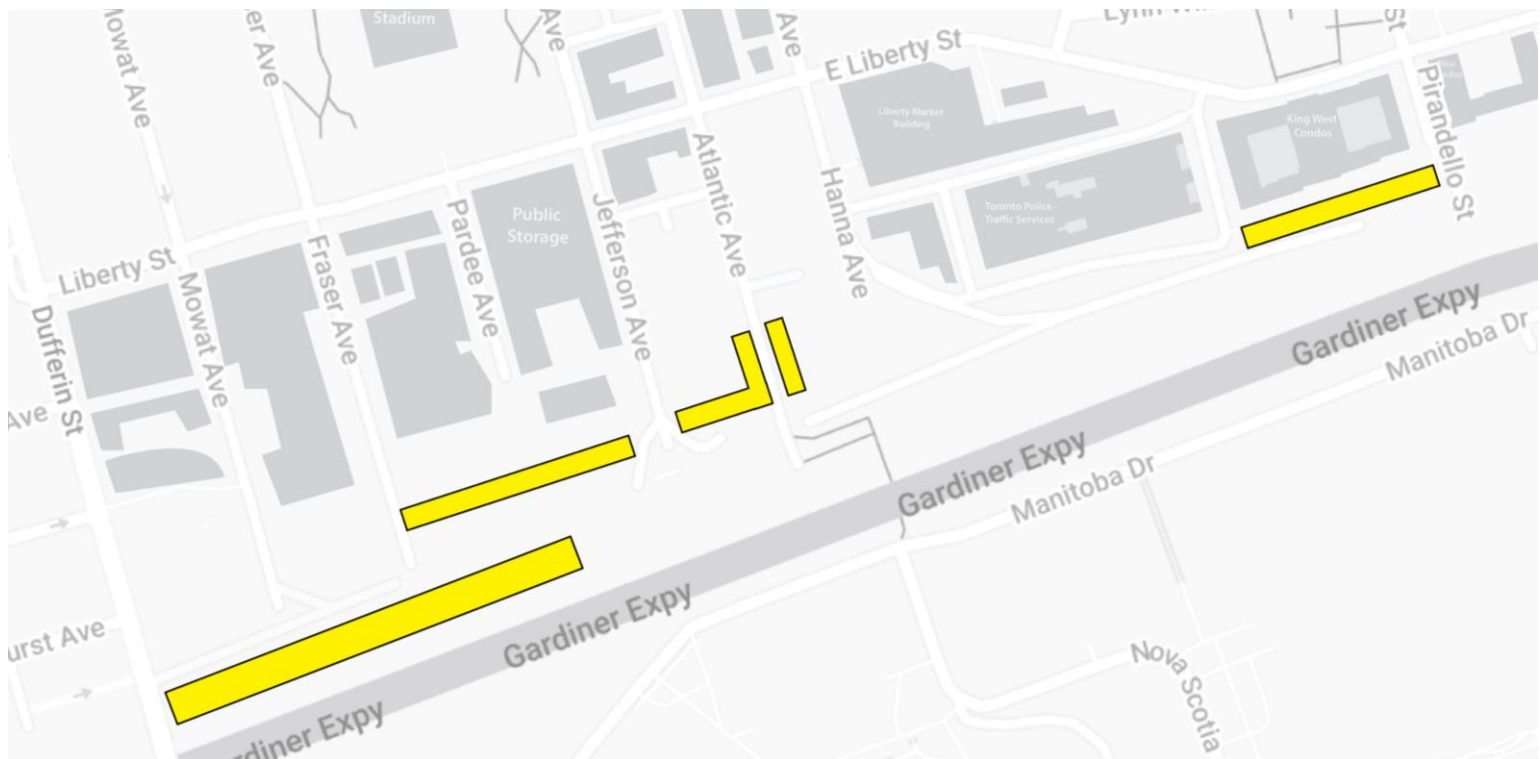 Stadium
Mowat Ave
er Ave
Ave
Ave
E Liberty St
St
Pirandello St
Liberty Market
Building
King West
Condos
Toronto Police -
Traffic Services
Public
Storage
Atlantic Ave
Hanna Ave
Jefferson Ave
Pardee Ave
Fraser Ave
Liberty St
Mowat Ave
Dufferin St
Ave
Gardiner Expy
Manitoba Dr
Gardiner Expy
Manitoba Dr
Gardiner Expy
urst Ave
Nova Scotia
rdiner Expy